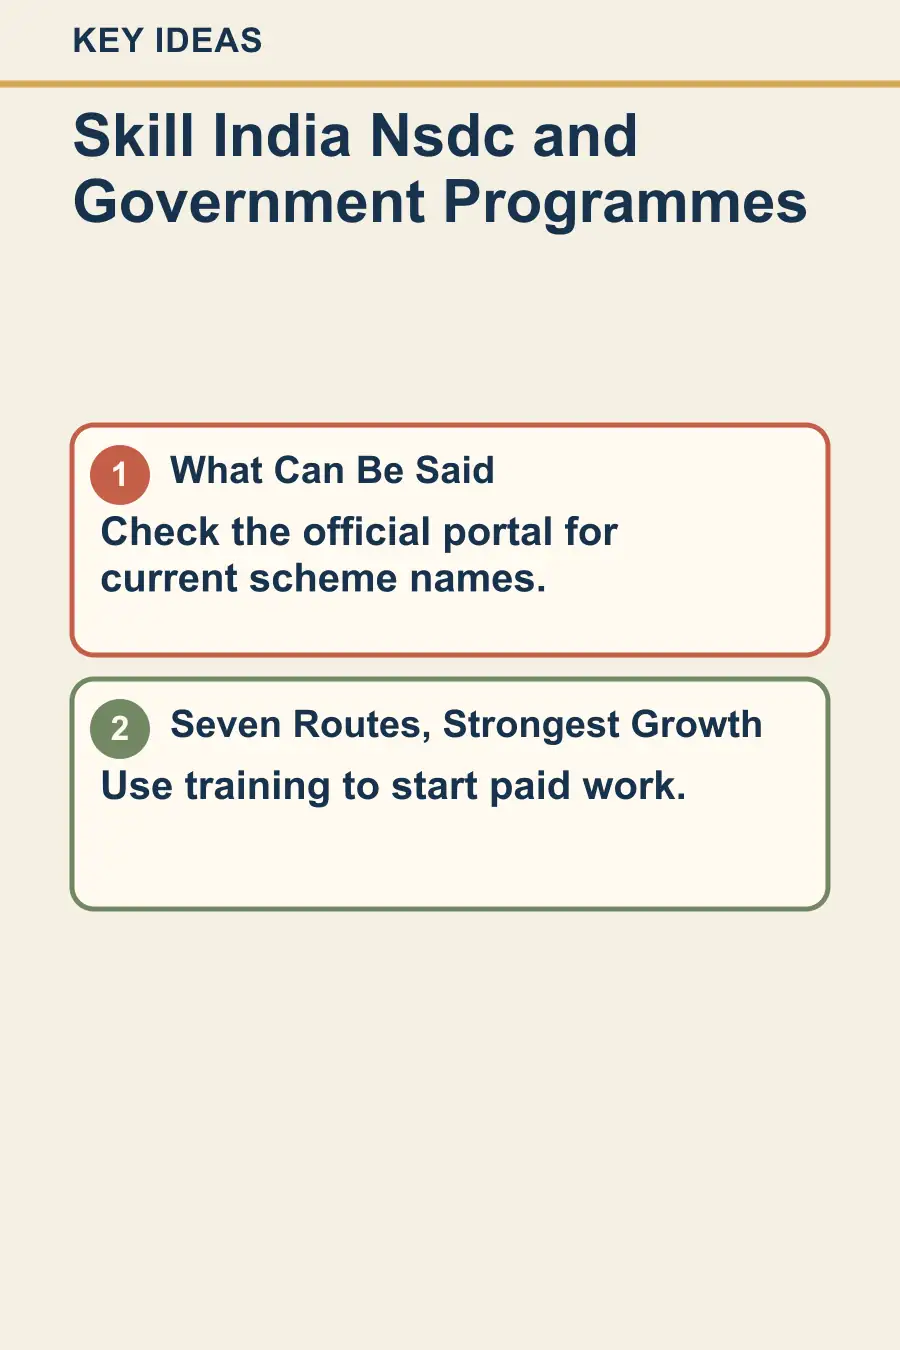 KEY IDEAS
Skill India Nsdc and
Government Programmes
1 What Can Be Said
Check the official portal for
current scheme names.
2 Seven Routes, Strongest Growth
Use training to start paid work.